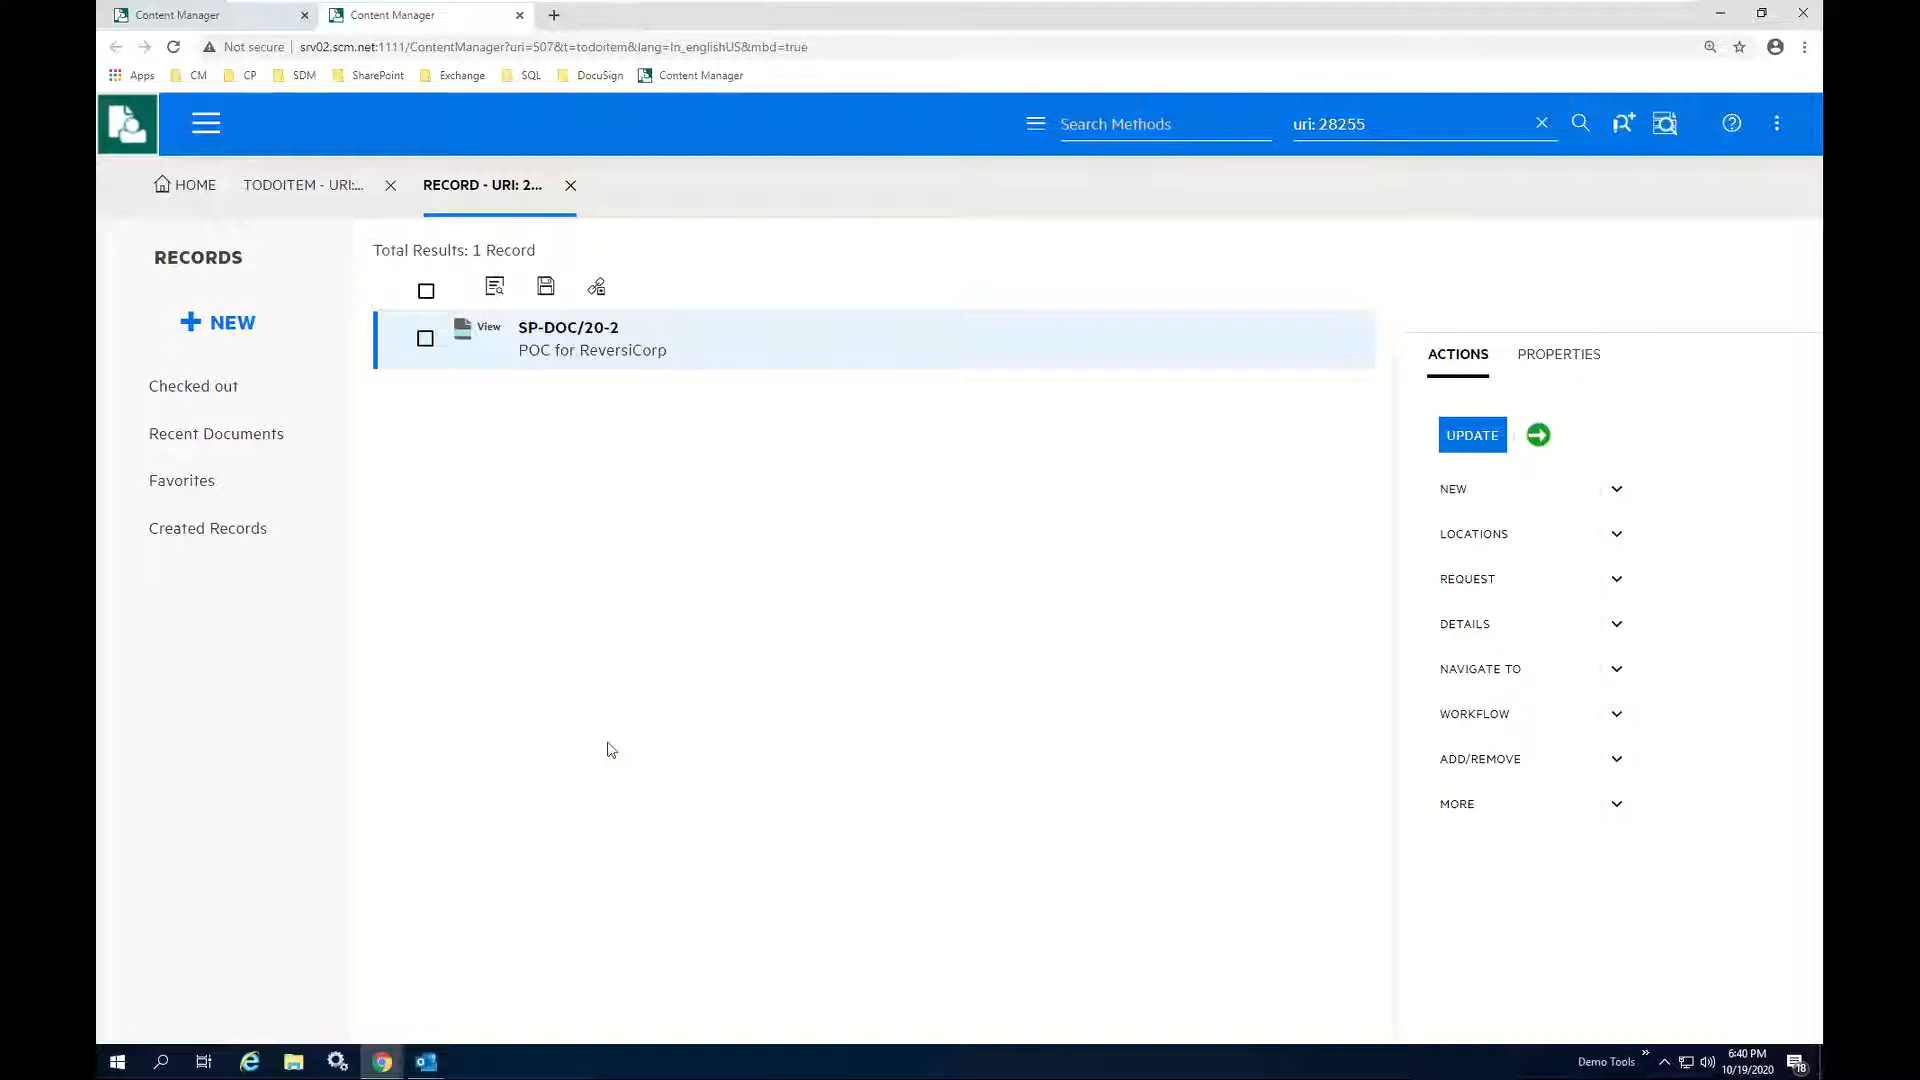 Content Manager
Content Manager
Not secure
srv02.scm.net:1111/ContentManager?uri=507&t=todoitem&lang=ln_englishUS&mbd=true
Apps
CM
CP
SDM
SharePoint
Exchange
SQL
DocuSign
Content Manager
Search Methods
uri: 28255
HOME
TODOITEM - URI:...
RECORD - URI: 2...
RECORDS
NEW
Checked out
Recent Documents
Favorites
Created Records
Total Results: 1 Record
View
SP-DOC/20-2
POC for ReversiCorp
ACTIONS
PROPERTIES
UPDATE
NEW
LOCATIONS
REQUEST
DETAILS
NAVIGATE TO
WORKFLOW
ADD/REMOVE
MORE
Demo Tools
6:40 PM
10/19/2020
18